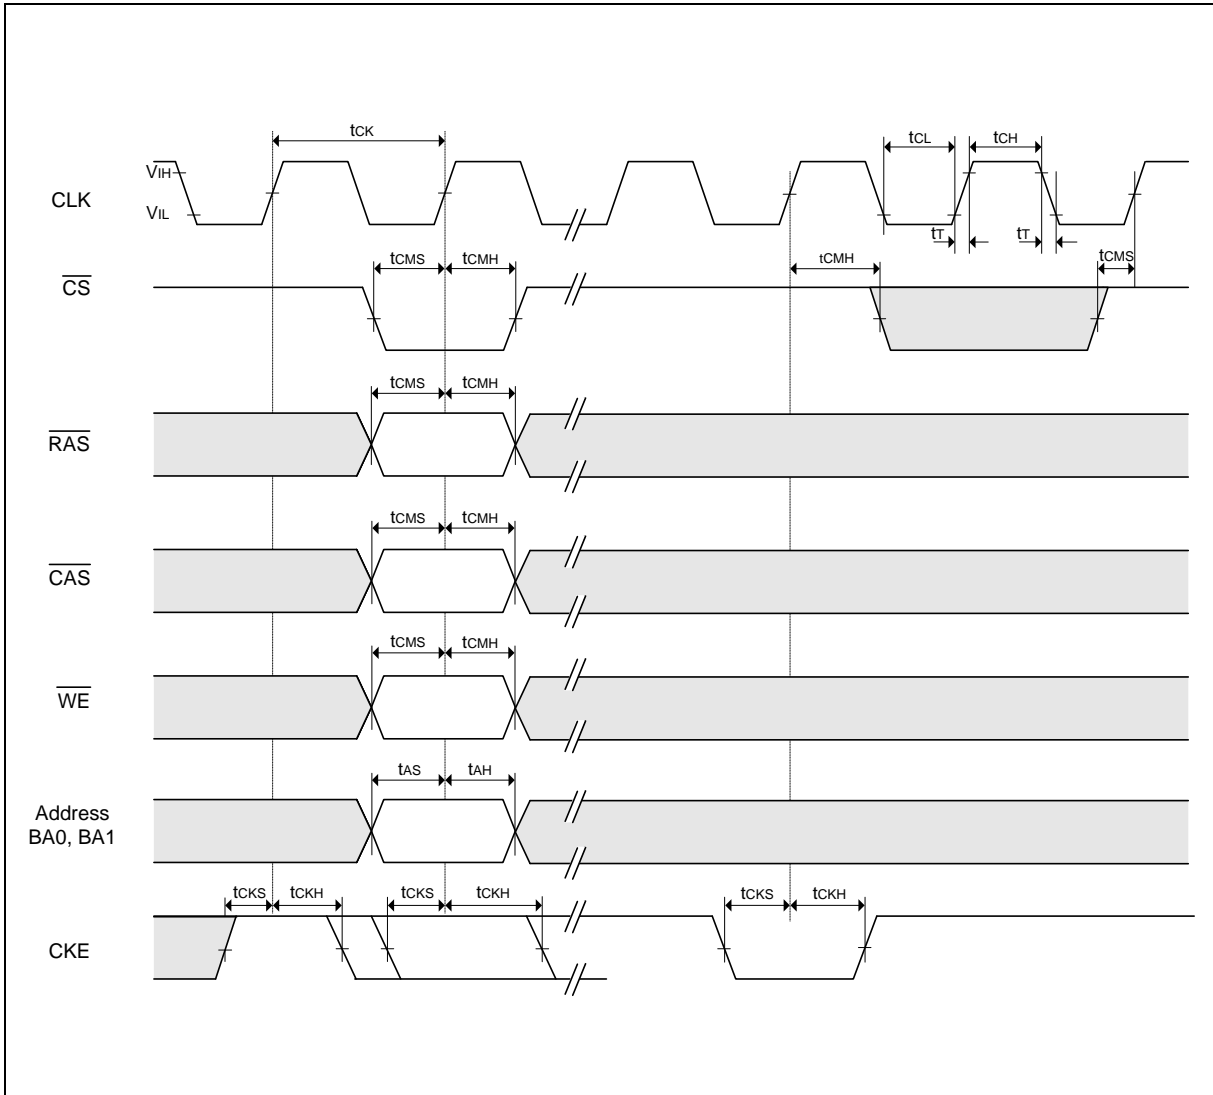 tCK
tCL
tCH
VIH
CLK
VIL
tT
tT
tCMS
tCMH
tCMH
tCMS
CS
tCMS
tCMH
RAS
tCMS
tCMH
CAS
tCMS
tCMH
WE
tAS
tAH
Address
BA0, BA1
tCKS
tCKH
tCKS
tCKH
tCKS
tCKH
CKE